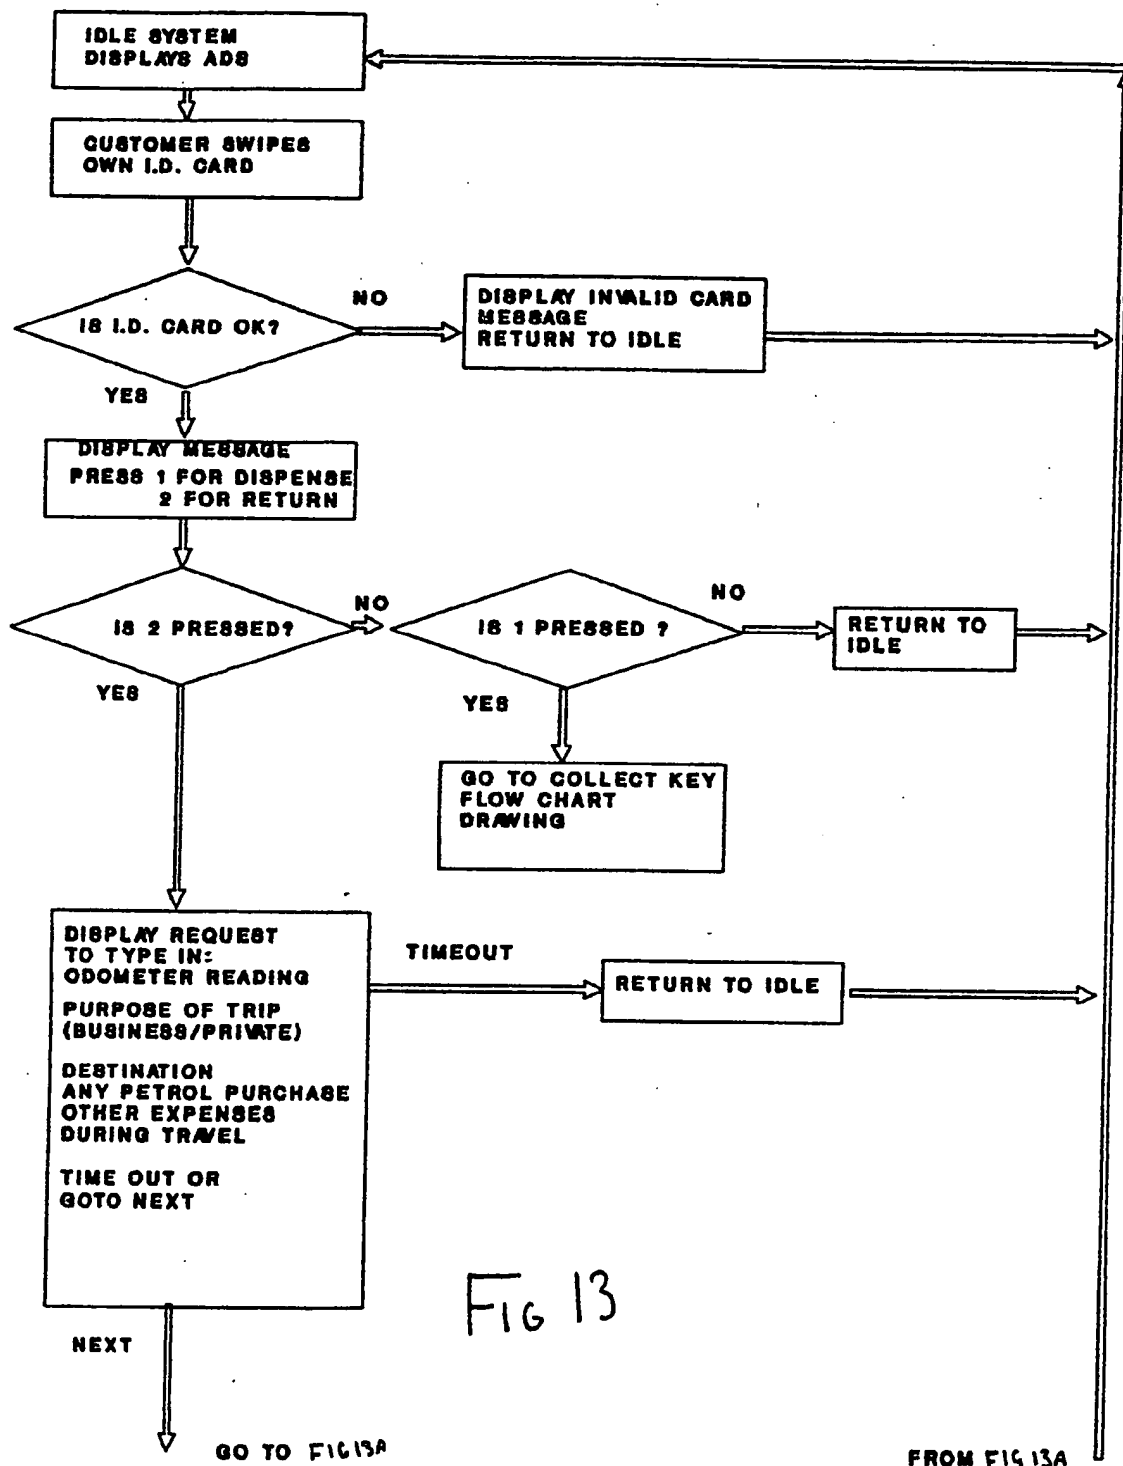 IDLE SYSTEM
DISPLAYS ADS
CUSTOMER SWIPES
OWN I.D. CARD
IS I.D. CARD OK?
NO
DISPLAY INVALID CARD
MESSAGE
RETURN TO IDLE
YES
DISPLAY MESSAGE
PRESS 1 FOR DISPENSE
2 FOR RETURN
IS 2 PRESSED?
NO
IS 1 PRESSED ?
NO
RETURN TO
IDLE
YES
YES
GO TO COLLECT KEY
FLOW CHART
DRAWING
DISPLAY REQUEST
TO TYPE IN:
ODOMETER READING
PURPOSE OF TRIP
(BUSINESS/PRIVATE)
DESTINATION
ANY PETROL PURCHASE
OTHER EXPENSES
DURING TRAVEL
TIME OUT OR
GOTO NEXT
TIMEOUT
RETURN TO IDLE
FIG 13
NEXT
GO TO FIG 13A
FROM FIG 13A